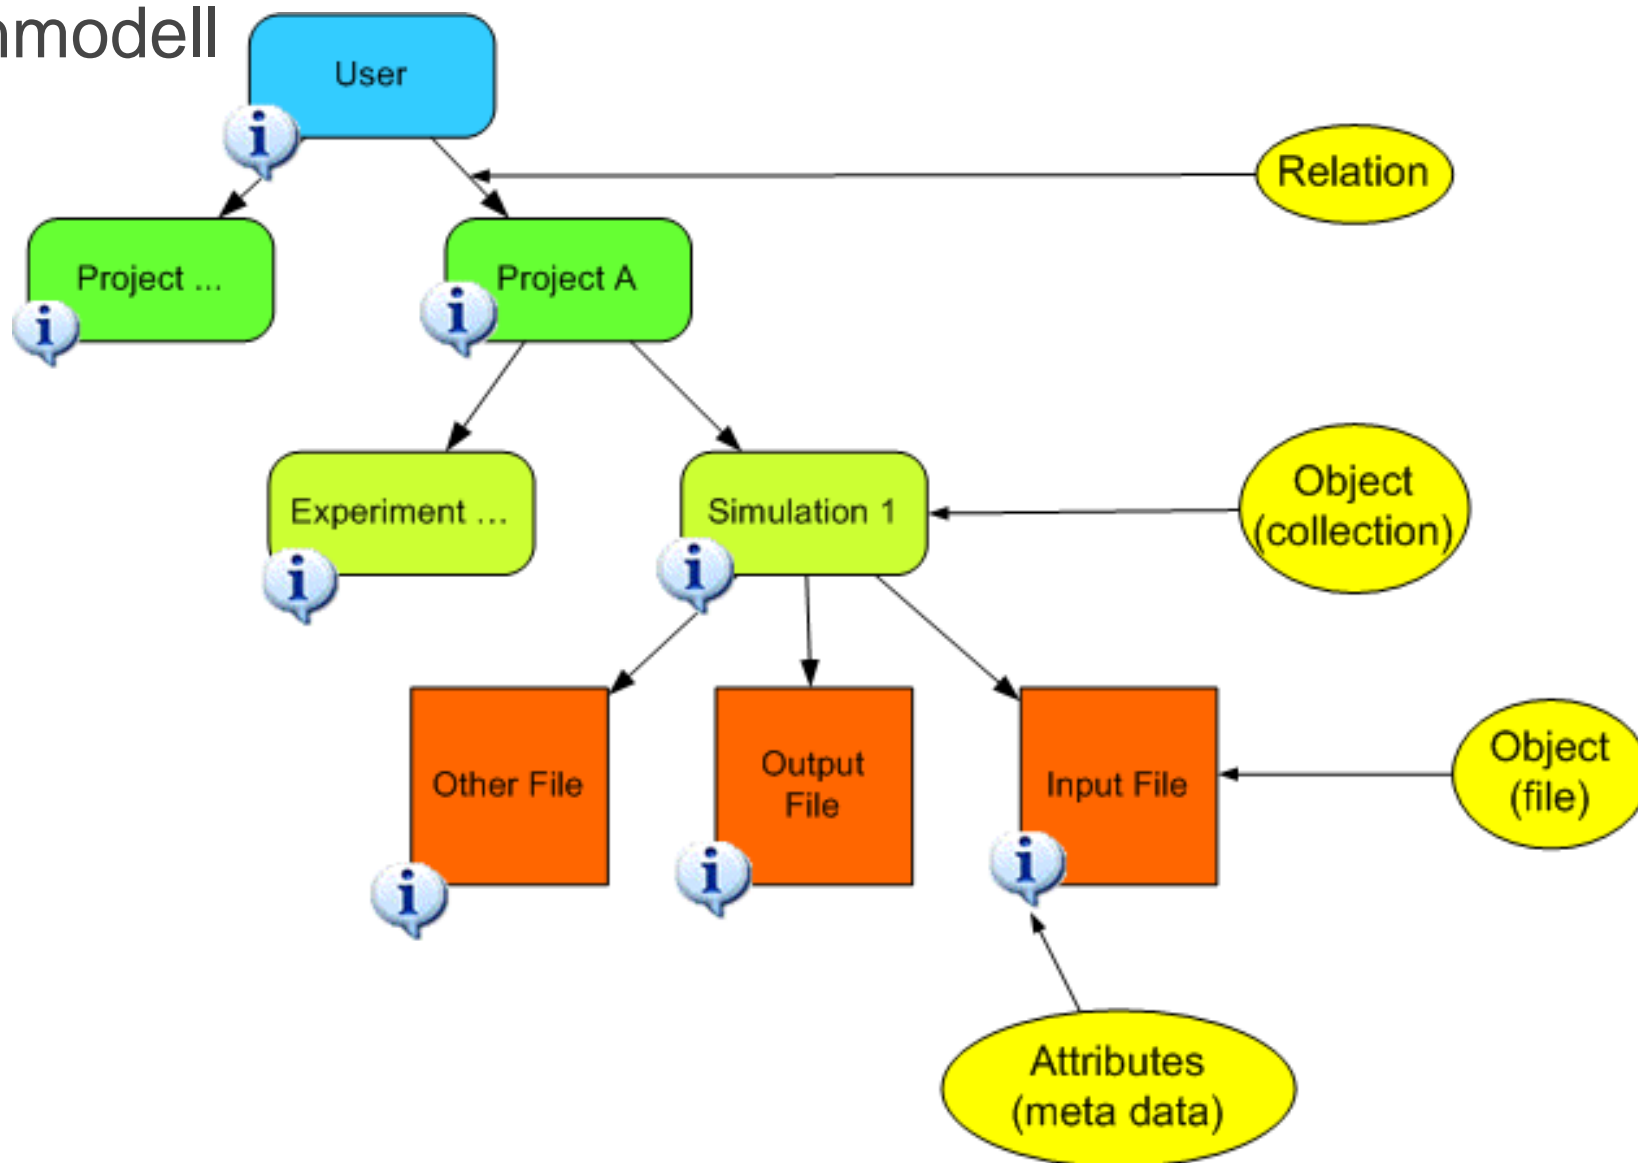 nmodell
User
Relation
Project ...
Project A
Object
(collection)
Experiment ...
Simulation 1
Object
(file)
Other File
Output
File
Input File
Attributes
(meta data)